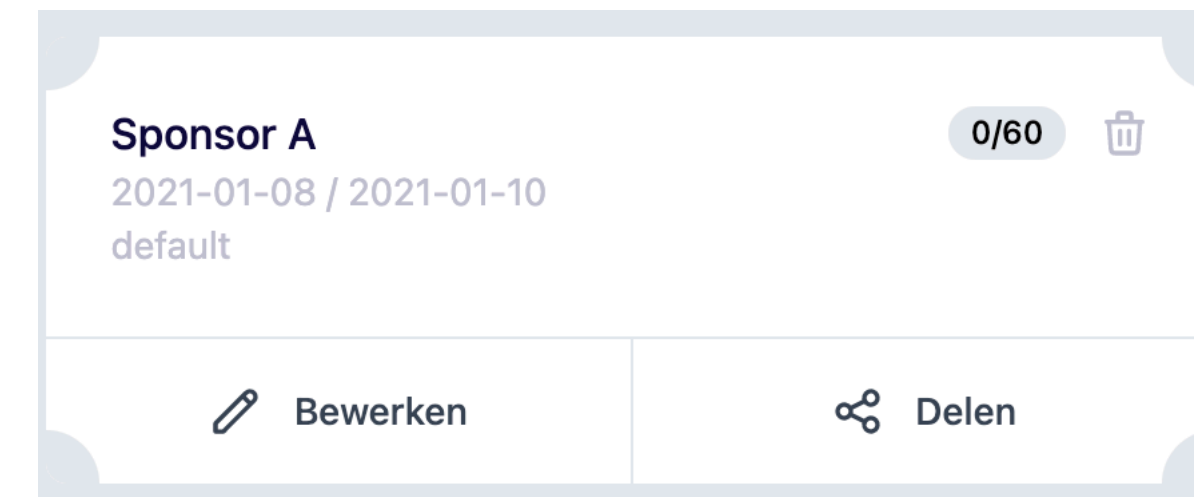 Sponsor A
0/60
2021-01-08 / 2021-01-10
default
Bewerken
Delen